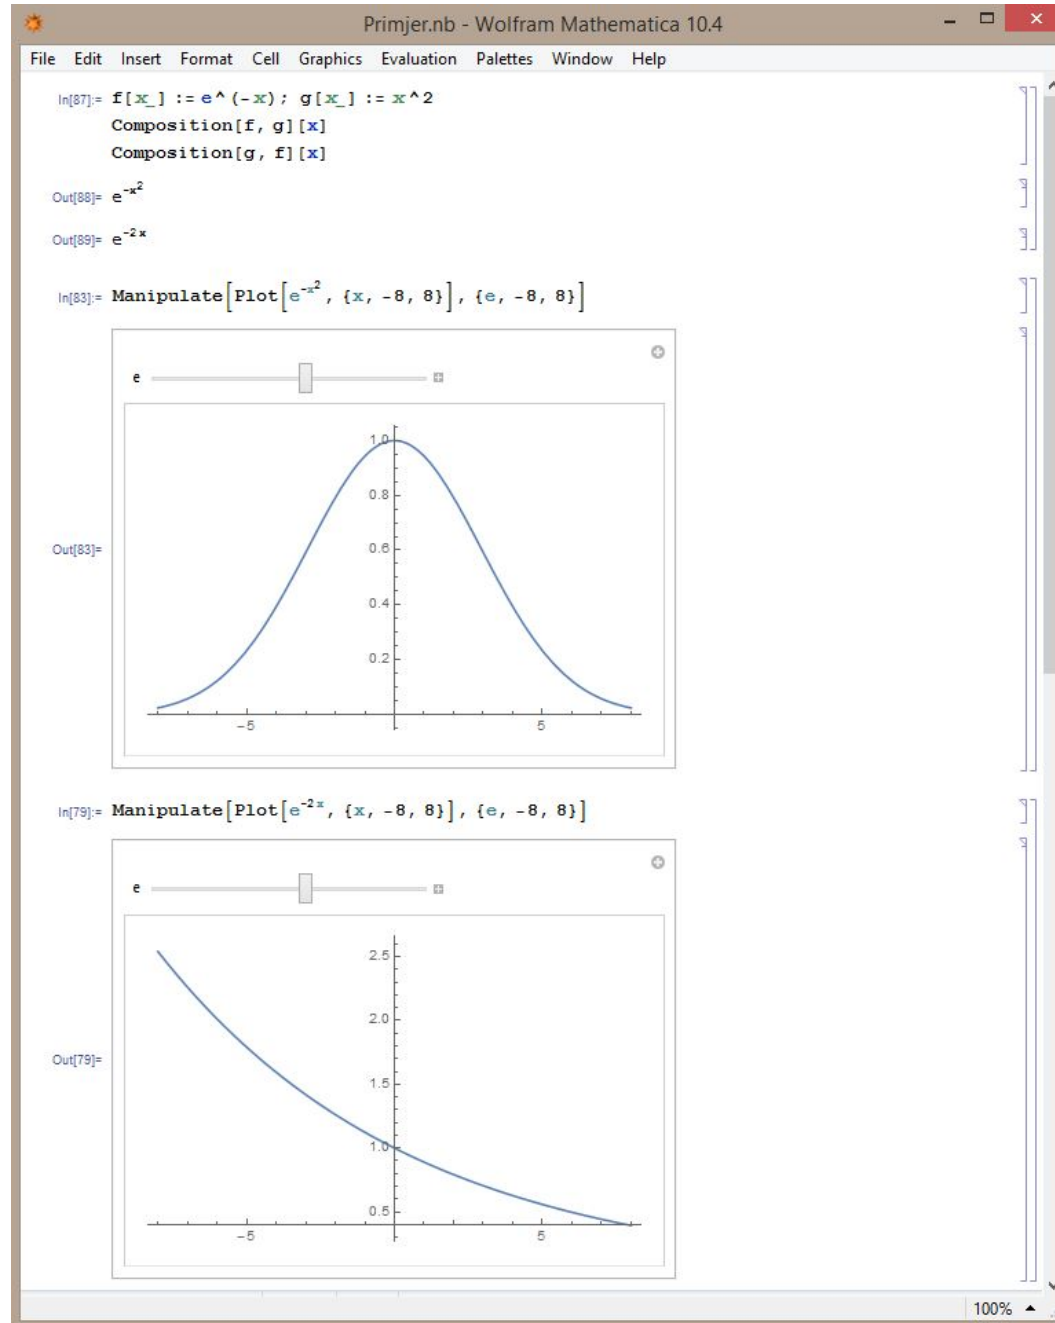 Primjer.nb - Wolfram Mathematica 10.4
File Edit Insert Format Cell Graphics Evaluation Palettes Window Help
In[87]:= f[x_] := e^(-x); g[x_] := x^2
Composition[f, g][x]
Composition[g, f][x]
Out[88]= e^-x^2
Out[89]= e^-2 x
In[83]:= Manipulate[Plot[e^-x^2, {x, -8, 8}], {e, -8, 8}]
e
1.0
0.8
0.6
0.4
0.2
-5 5
Out[83]=
In[79]:= Manipulate[Plot[e^-2 x, {x, -8, 8}], {e, -8, 8}]
e
2.5
2.0
1.5
1.0
0.5
-5 5
Out[79]=
100%